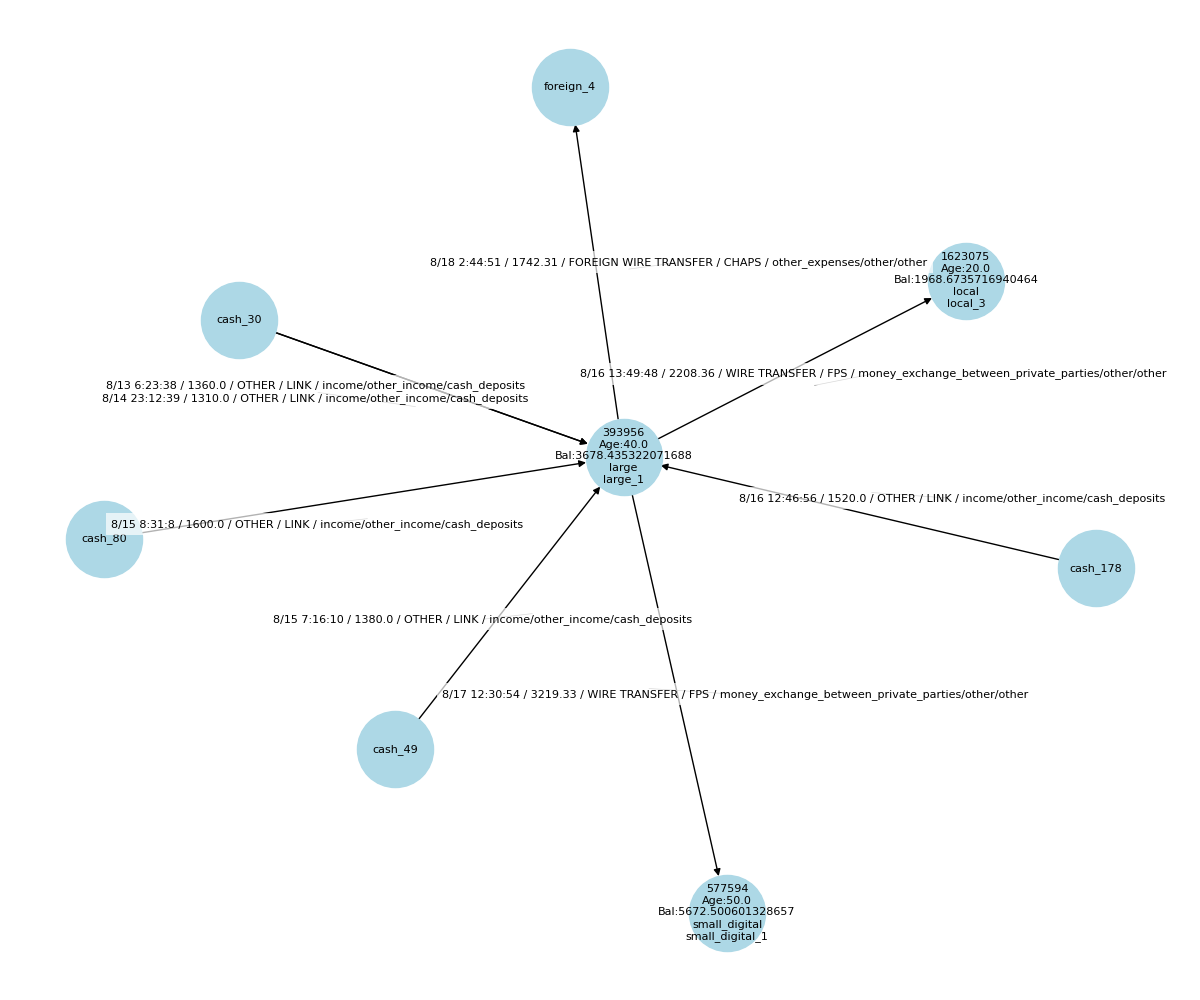 foreign_4
8/18 2:44:51 / 1742.31 / FOREIGN WIRE TRANSFER / CHAPS / other_expenses/other/other
1623075
Age:20.0
Bal:1968.6735716940464
local
local_3
cash_30
8/16 13:49:48 / 2208.36 / WIRE TRANSFER / FPS / money_exchange_between_private_parties/other/other
8/13 6:23:38 / 1360.0 / OTHER / LINK / income/other_income/cash_deposits
8/14 23:12:39 / 1310.0 / OTHER / LINK / income/other_income/cash_deposits
393956
Age:40.0
Bal:3678.435322071688
large
large_1
8/16 12:46:56 / 1520.0 / OTHER / LINK / income/other_income/cash_deposits
8/15 8:31:8 / 1600.0 / OTHER / LINK / income/other_income/cash_deposits
cash_80
cash_178
8/15 7:16:10 / 1380.0 / OTHER / LINK / income/other_income/cash_deposits
8/17 12:30:54 / 3219.33 / WIRE TRANSFER / FPS / money_exchange_between_private_parties/other/other
cash_49
577594
Age:50.0
Bal:5672.500601328657
small_digital
small_digital_1